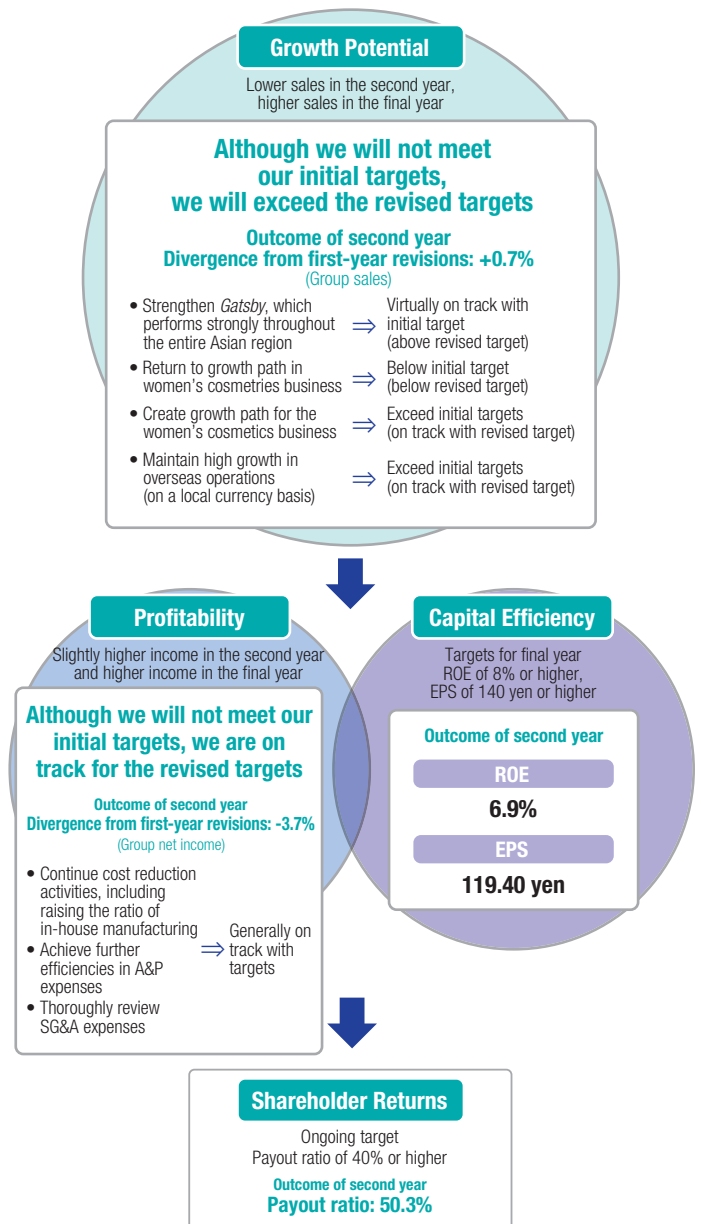 Growth Potential
Lower sales in the second year,
higher sales in the final year
Although we will not meet
our initial targets,
we will exceed the revised targets
Outcome of second year
Divergence from first-year revisions: +0.7%
(Group sales)
• Strengthen Gatsby, which
performs strongly throughout
the entire Asian region
⇒
Virtually on track with
initial target
(above revised target)
• Return to growth path in
women's cosmetries business
⇒
Below initial target
(below revised target)
• Create growth path for the
women's cosmetics business
⇒
Exceed initial targets
(on track with revised target)
• Maintain high growth in
overseas operations
(on a local currency basis)
⇒
Exceed initial targets
(on track with revised target)
Profitability
Slightly higher income in the second year
and higher income in the final year
Although we will not meet our
initial targets, we are on
track for the revised targets
Outcome of second year
Divergence from first-year revisions: -3.7%
(Group net income)
• Continue cost reduction
activities, including
raising the ratio of
in-house manufacturing
• Achieve further
efficiencies in A&P
expenses
• Thoroughly review
SG&A expenses
⇒
Generally on
track with
targets
Capital Efficiency
Targets for final year
ROE of 8% or higher,
EPS of 140 yen or higher
Outcome of second year
ROE
6.9%
EPS
119.40 yen
Shareholder Returns
Ongoing target
Payout ratio of 40% or higher
Outcome of second year
Payout ratio: 50.3%